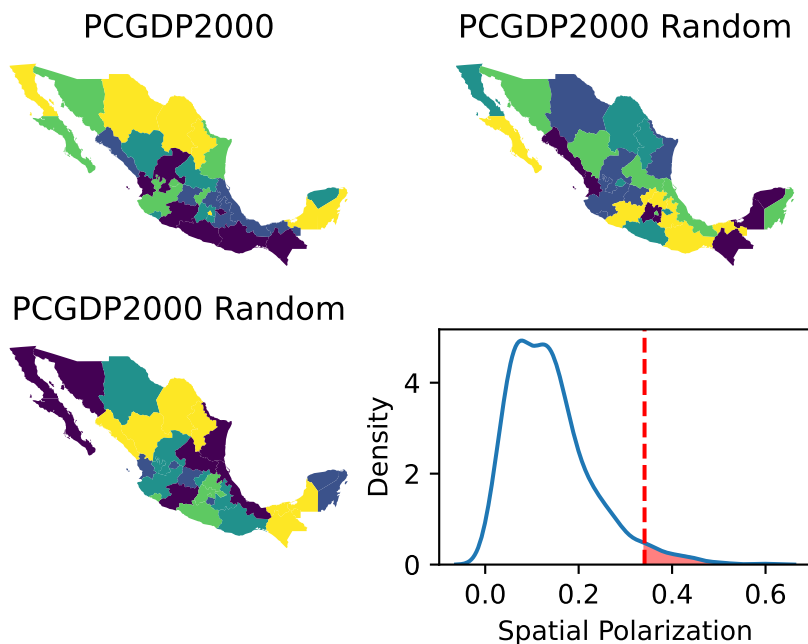 PCGDP2000
PCGDP2000 Random
PCGDP2000 Random
4
2
0
Density
0.0 0.2 0.4 0.6
Spatial Polarization